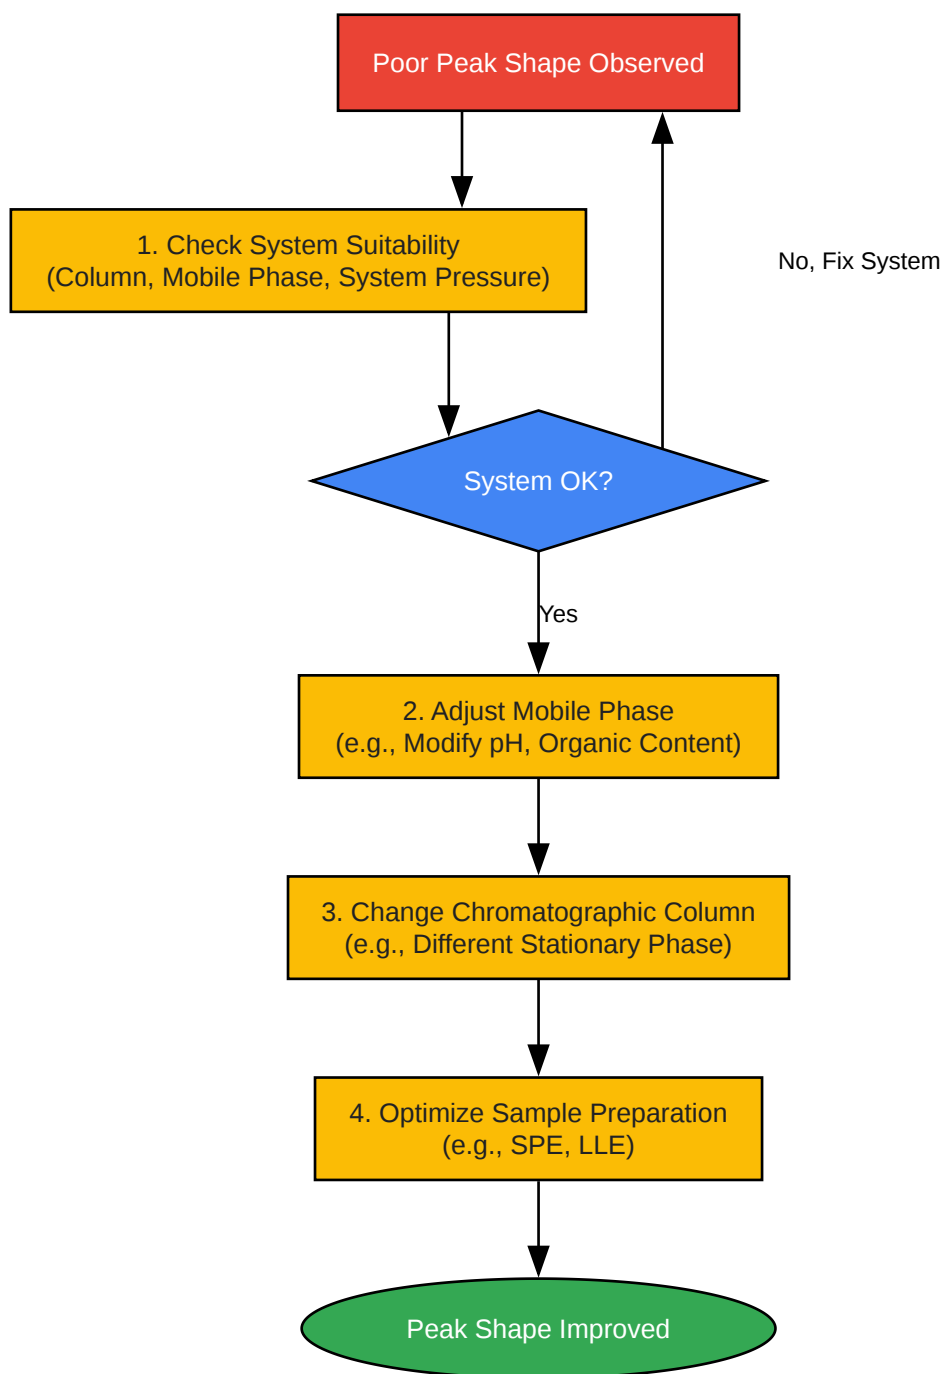 Poor Peak Shape Observed
1. Check System Suitability
(Column, Mobile Phase, System Pressure)
No, Fix System
System OK?
Yes
2. Adjust Mobile Phase
(e.g., Modify pH, Organic Content)
3. Change Chromatographic Column
(e.g., Different Stationary Phase)
4. Optimize Sample Preparation
(e.g., SPE, LLE)
Peak Shape Improved